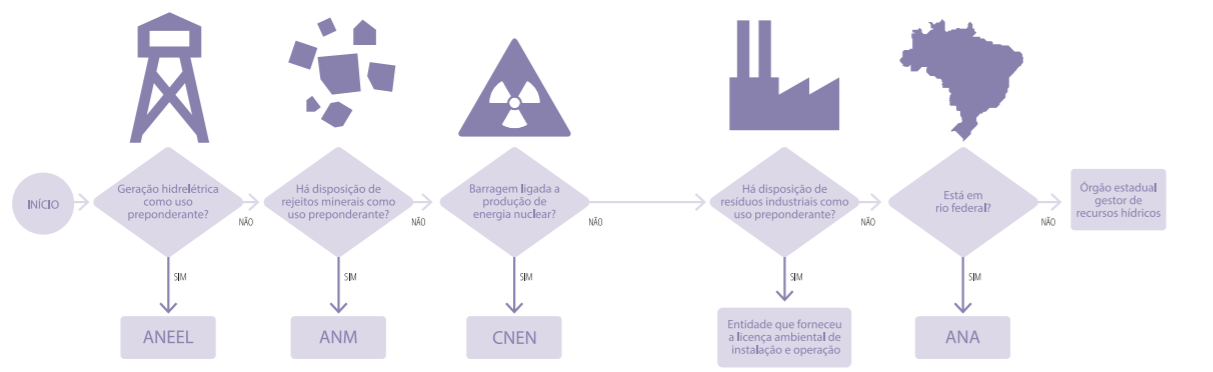 INÍCIO
Geração hidrelétrica
como uso
preponderante?
NÃO
SIM
ANEEL
Há disposição de
rejeitos minerais como
uso preponderante?
NÃO
SIM
ANM
Barragem ligada a
produção de
energia nuclear?
NÃO
SIM
CNEN
Há disposição de
resíduos industriais como
uso preponderante?
NÃO
SIM
Entidade que forneceu
a licença ambiental de
instalação e operação
Está em
rio federal?
NÃO
SIM
ANA
Órgão estadual
gestor de
recursos hídricos